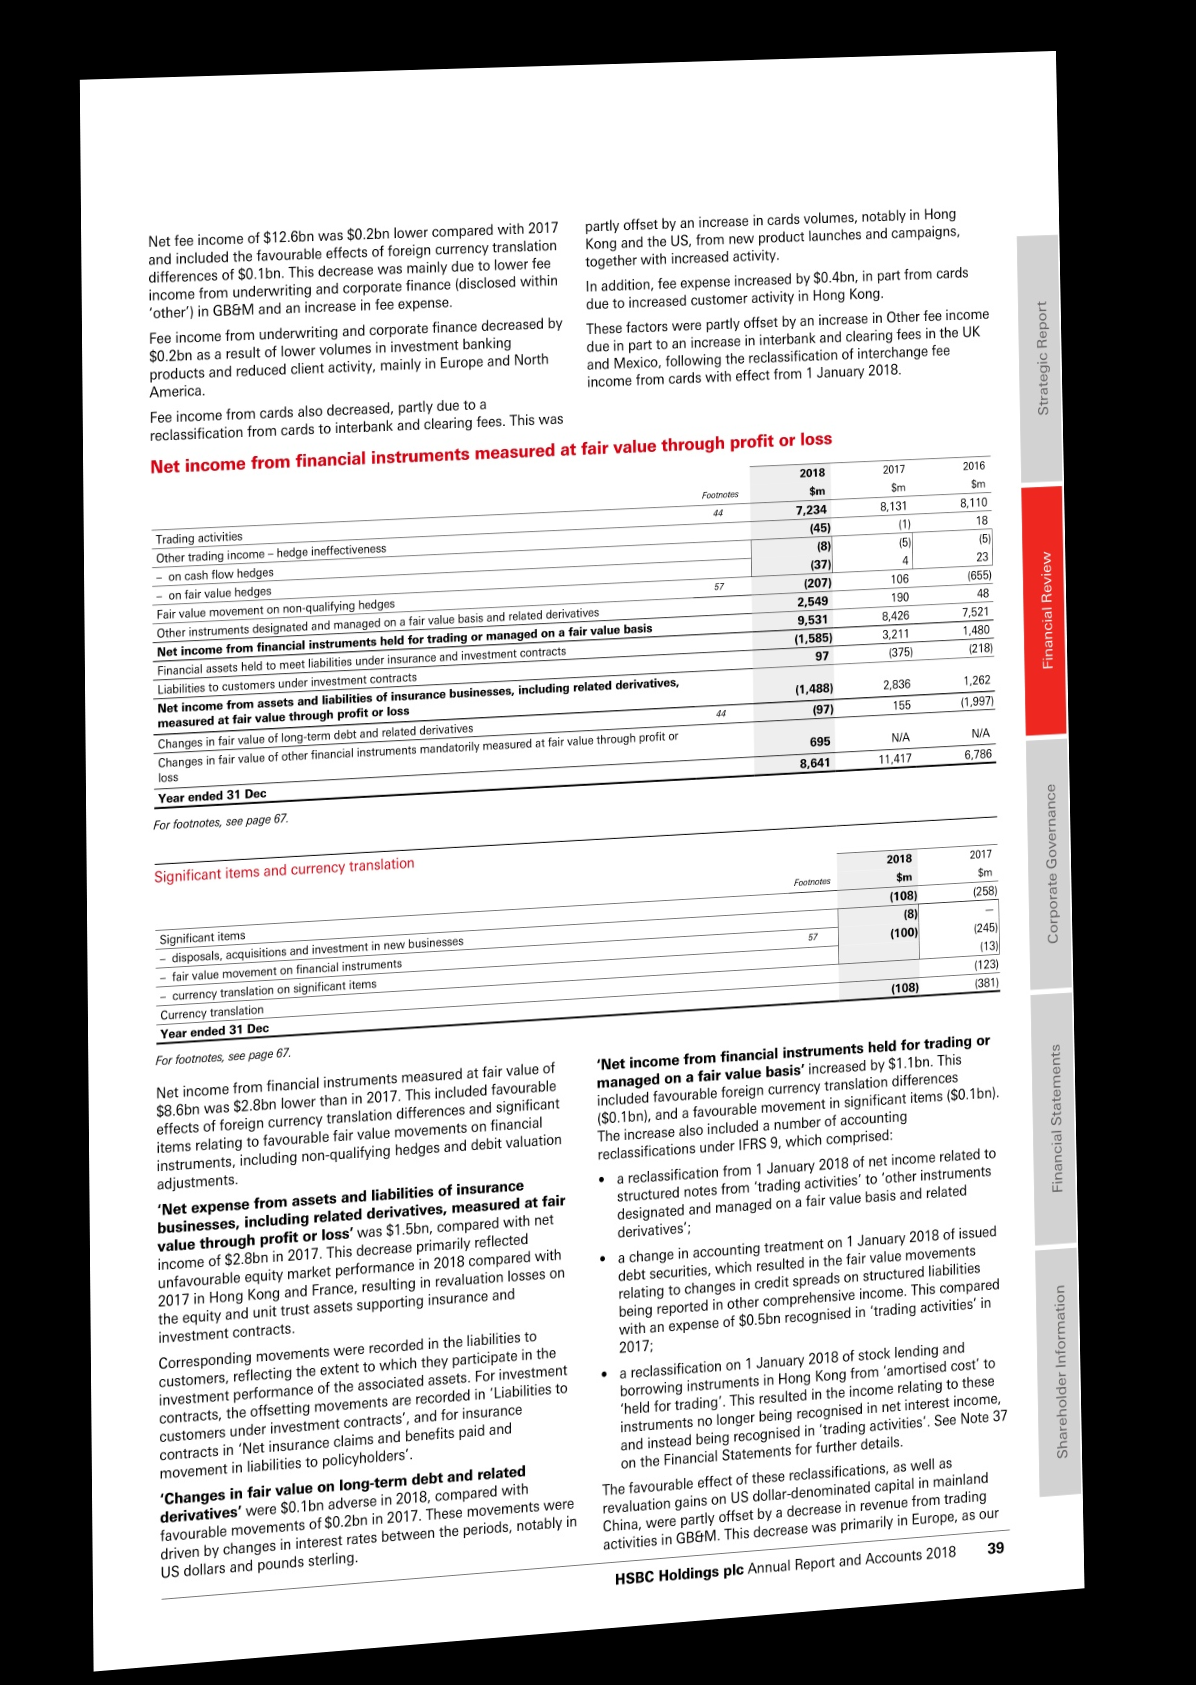 Net fee income of $12.6bn was $0.2bn lower compared with 2017
and included the favourable effects of foreign currency translation
differences of $0.1bn. This decrease was mainly due to lower fee
income from underwriting and corporate finance (disclosed within
‘other’) in GB&M and an increase in fee expense.
Fee income from underwriting and corporate finance decreased by
$0.2bn as a result of lower volumes in investment banking
products and reduced client activity, mainly in Europe and North
America.
Fee income from cards also decreased, partly due to a
reclassification from cards to interbank and clearing fees. This was
partly offset by an increase in cards volumes, notably in Hong
Kong and the US, from new product launches and campaigns,
together with increased activity.
In addition, fee expense increased by $0.4bn, in part from cards
due to increased customer activity in Hong Kong.
These factors were partly offset by an increase in Other fee income
due in part to an increase in interbank and clearing fees in the UK
and Mexico, following the reclassification of interchange fee
income from cards with effect from 1 January 2018.
Net income from financial instruments measured at fair value through profit or loss
2018 2017 2016
Footnotes $m $m $m
Trading activities 44 7,234 8,131 8,110
Other trading income – hedge ineffectiveness (45) (1) 18
– on cash flow hedges (8) (5) (5)
– on fair value hedges (37) 4 23
Fair value movement on non-qualifying hedges 57 (207) 106 (655)
Other instruments designated and managed on a fair value basis and related derivatives 2,549 190 48
Net income from financial instruments held for trading or managed on a fair value basis 9,531 8,426 7,521
Financial assets held to meet liabilities under insurance and investment contracts (1,585) 3,211 1,480
Liabilities to customers under investment contracts 97 (375) (218)
Net income from assets and liabilities of insurance businesses, including related derivatives,
measured at fair value through profit or loss (1,488) 2,836 1,262
Changes in fair value of long-term debt and related derivatives 44 (97) 155 (1,997)
Changes in fair value of other financial instruments mandatorily measured at fair value through profit or
loss 695 N/A N/A
Year ended 31 Dec 8,641 11,417 6,786
For footnotes, see page 67.
Significant items and currency translation
2018 2017
Footnotes $m $m
Significant items (108) (258)
– disposals, acquisitions and investment in new businesses (8) –
– fair value movement on financial instruments 57 (100) (245)
– currency translation on significant items (13)
Currency translation (123)
Year ended 31 Dec (108) (381)
For footnotes, see page 67.
Net income from financial instruments measured at fair value of
$8.6bn was $2.8bn lower than in 2017. This included favourable
effects of foreign currency translation differences and significant
items relating to favourable fair value movements on financial
instruments, including non-qualifying hedges and debit valuation
adjustments.
‘Net expense from assets and liabilities of insurance
businesses, including related derivatives, measured at fair
value through profit or loss’ was $1.5bn, compared with net
income of $2.8bn in 2017. This decrease primarily reflected
unfavourable equity market performance in 2018 compared with
2017 in Hong Kong and France, resulting in revaluation losses on
the equity and unit trust assets supporting insurance and
investment contracts.
Corresponding movements were recorded in the liabilities to
customers, reflecting the extent to which they participate in the
investment performance of the associated assets. For investment
contracts, the offsetting movements are recorded in ‘Liabilities to
customers under investment contracts’, and for insurance
contracts in ‘Net insurance claims and benefits paid and
movement in liabilities to policyholders’.
‘Changes in fair value on long-term debt and related
derivatives’ were $0.1bn adverse in 2018, compared with
favourable movements of $0.2bn in 2017. These movements were
driven by changes in interest rates between the periods, notably in
US dollars and pounds sterling.
‘Net income from financial instruments held for trading or
managed on a fair value basis’ increased by $1.1bn. This
included favourable foreign currency translation differences
($0.1bn), and a favourable movement in significant items ($0.1bn).
The increase also included a number of accounting
reclassifications under IFRS 9, which comprised:
• a reclassification from 1 January 2018 of net income related to
structured notes from ‘trading activities’ to ‘other instruments
designated and managed on a fair value basis and related
derivatives’;
• a change in accounting treatment on 1 January 2018 of issued
debt securities, which resulted in the fair value movements
relating to changes in credit spreads on structured liabilities
being reported in other comprehensive income. This compared
with an expense of $0.5bn recognised in ‘trading activities’ in
2017;
• a reclassification on 1 January 2018 of stock lending and
borrowing instruments in Hong Kong from ‘amortised cost’ to
‘held for trading’. This resulted in the income relating to these
instruments no longer being recognised in net interest income,
and instead being recognised in ‘trading activities’. See Note 37
on the Financial Statements for further details.
The favourable effect of these reclassifications, as well as
revaluation gains on US dollar-denominated capital in mainland
China, were partly offset by a decrease in revenue from trading
activities in GB&M. This decrease was primarily in Europe, as our
HSBC Holdings plc Annual Report and Accounts 2018 39
Strategic Report
Financial Review
Corporate Governance
Financial Statements
Shareholder Information